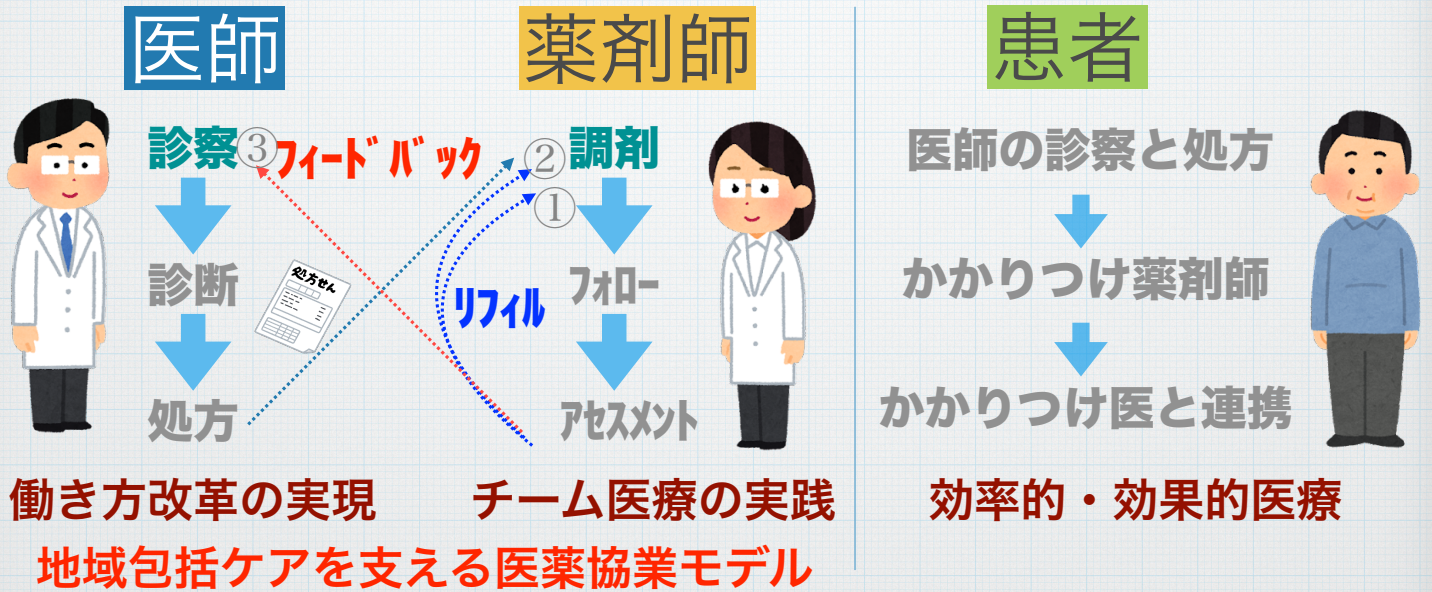 医師
診察
診断
処方
働き方改革の実現
③
フィードバック
処方せん
リフィル
薬剤師
②
調剤
①
フォロー
アセスメント
チーム医療の実践
地域包括ケアを支える医薬協業モデル
患者
医師の診察と処方
かかりつけ薬剤師
かかりつけ医と連携
効率的・効果的医療